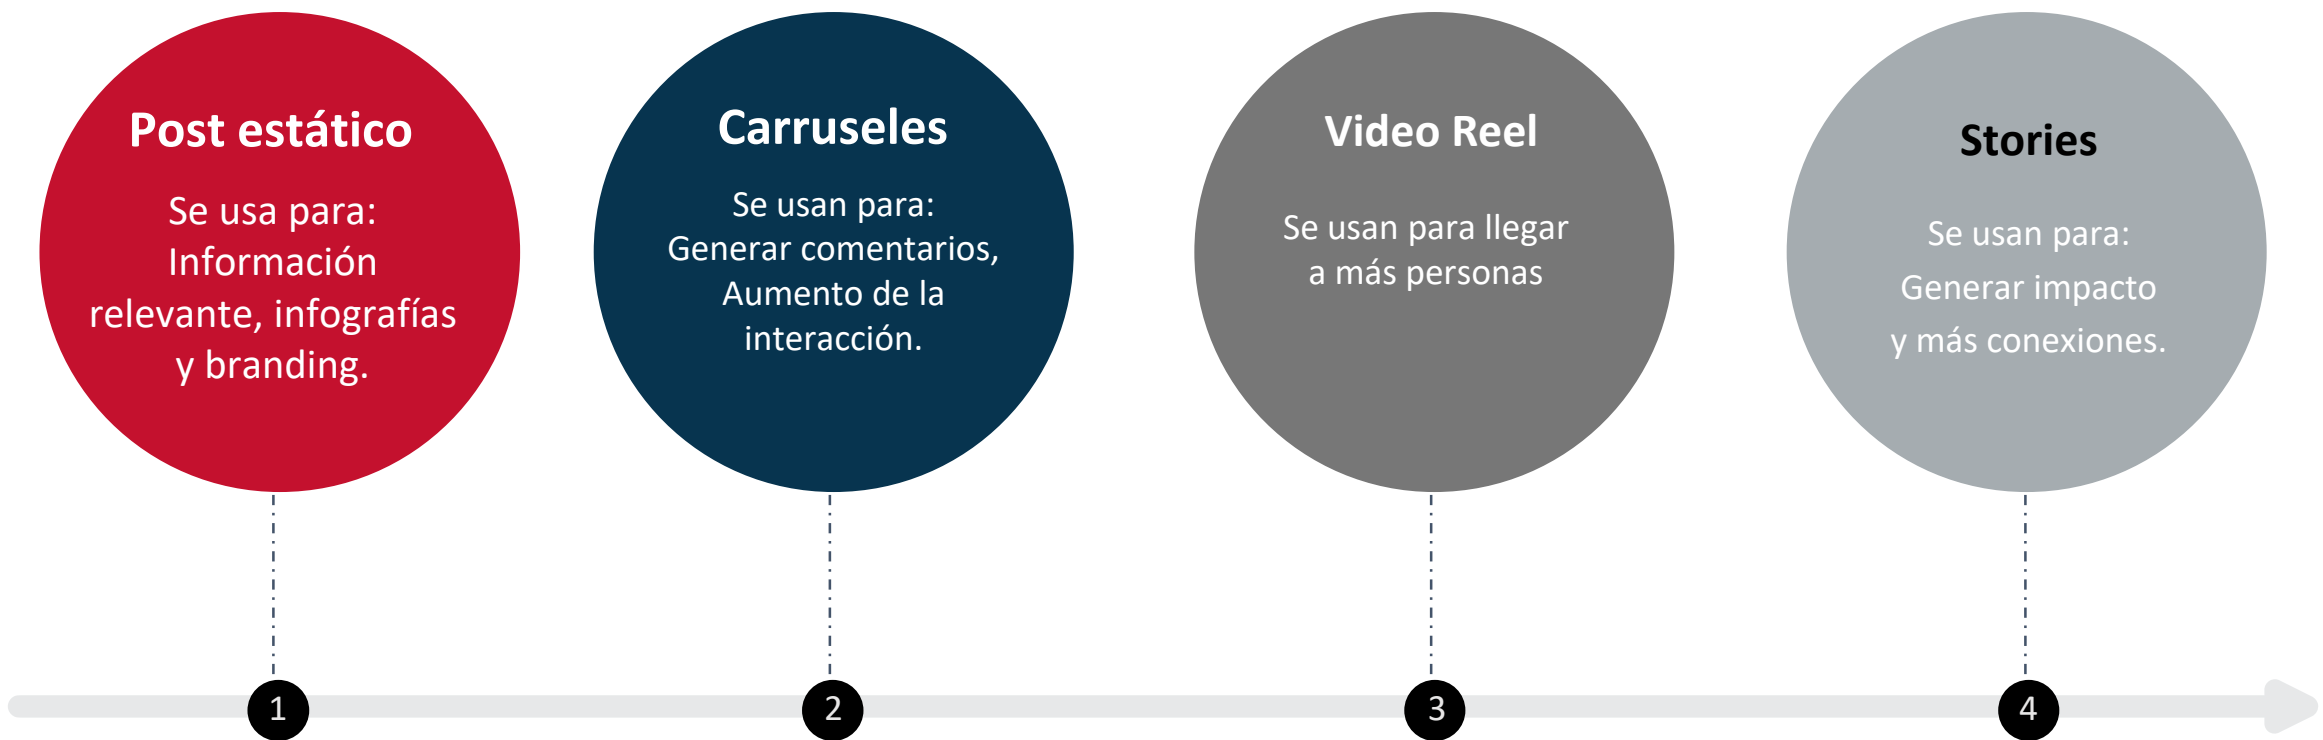 Post estático
Se usa para:
Información
relevante, infografías
y branding.
Carruseles
Se usan para:
Generar comentarios,
Aumento de la
interacción.
Video Reel
Se usan para llegar
a más personas
Stories
Se usan para:
Generar impacto
y más conexiones.
1
2
3
4